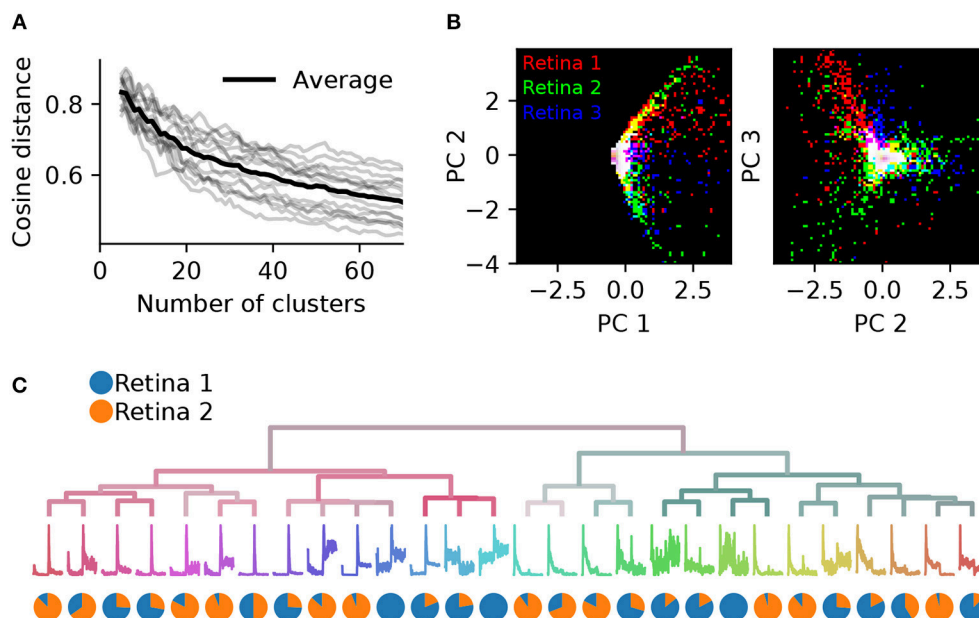 A
Average
Cosine distance
0.8
0.6
0
20
40
60
Number of clusters
B
Retina 1
Retina 2
Retina 3
PC 2
2
0
−2
−4
−2.5
0.0
2.5
PC 1
PC 3
−2.5
0.0
2.5
PC 2
C
Retina 1
Retina 2